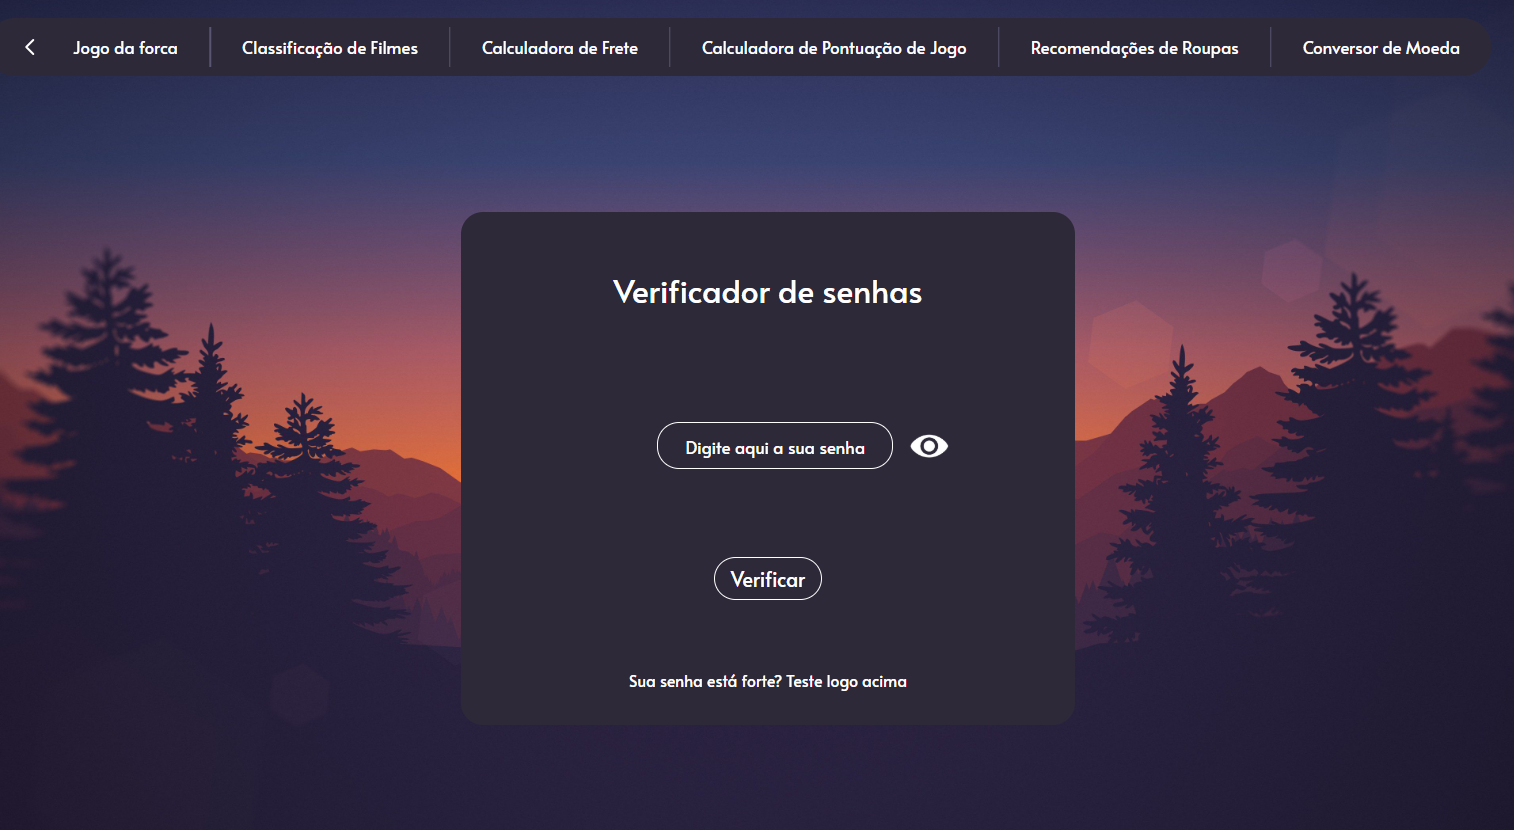 Jogo da forca Classificação de Filmes Calculadora de Frete Calculadora de Pontuação de Jogo Recomendações de Roupas Conversor de Moeda
Verificador de senhas
Digite aqui a sua senha
Verificar
Sua senha está forte? Teste logo acima